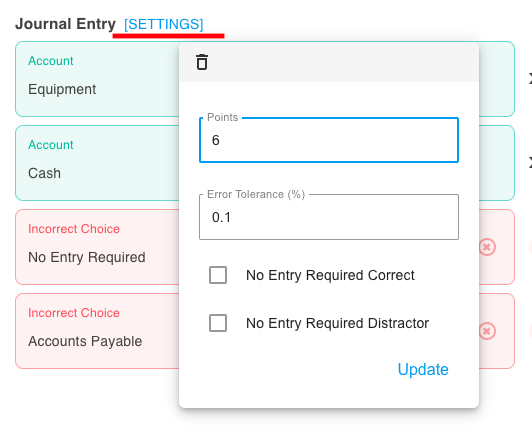 Journal Entry [SETTINGS]
Account
Equipment
Account
Cash
Incorrect Choice
No Entry Required
Incorrect Choice
Accounts Payable
Points
6
Error Tolerance (%)
0.1
No Entry Required Correct
No Entry Required Distractor
Update